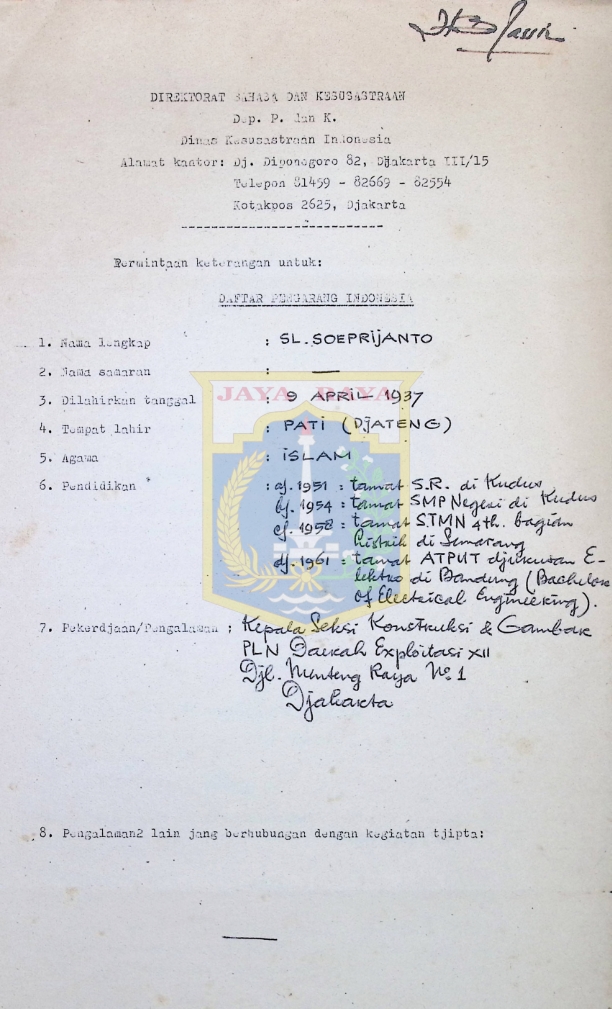 HB Jassin
DIREKTORAT BAHASA DAN KESUSASTRAAN
Dep. P. dan K.
Dinas Kesusastraan Indonesia
Alamat kantor: Dj. Diponegoro 82, Djakarta III/15
Telepon 81459 - 82669 - 82554
Kotakpos 2625, Djakarta
Permintaan keterangan untuk:
DAFTAR PENGARANG INDONESIA
1. Nama lengkap : SL. SOEPRIJANTO
2. Nama samaran : —
JAYA RAYA
3. Dilahirkan tanggal : 9 APRIL 1937
4. Tempat lahir : PATI (DJATENG)
5. Agama : ISLAM
6. Pendidikan : a). 1951 : tamat S.R. di Kudus
b). 1954 : tamat SMP Negeri di Kudus
c). 1958 : tamat STMN 4th. bagian
Listrik di Semarang
d). 1961 : tamat ATPUT djurusan E-
lektro di Bandung (Bachelor
of Electrical Engineering).
7. Pekerdjaan/Pengalaman : Kepala Seksi Konstruksi & Gambar
PLN Daerah Exploitasi XII
Djl. Menteng Raya No. 1
Djakarta
8. Pengalaman2 lain jang berhubungan dengan kegiatan tjipta:
—